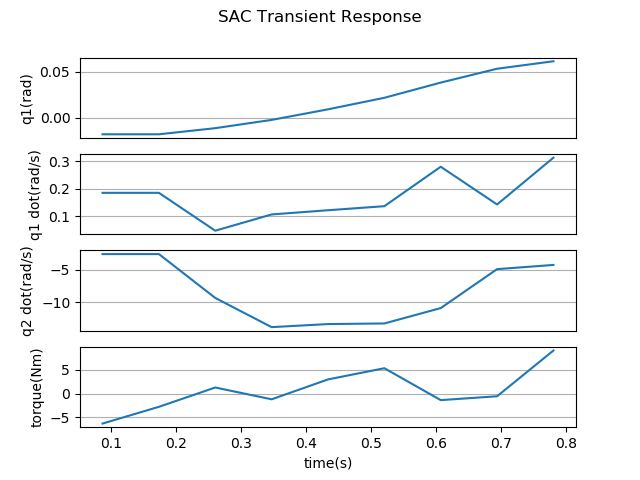 SAC Transient Response
q1(rad)
0.05
0.00
q1 dot(rad/s)
0.3
0.2
0.1
q2 dot(rad/s)
−5
−10
torque(Nm)
5
0
−5
0.1 0.2 0.3 0.4 0.5 0.6 0.7 0.8
time(s)